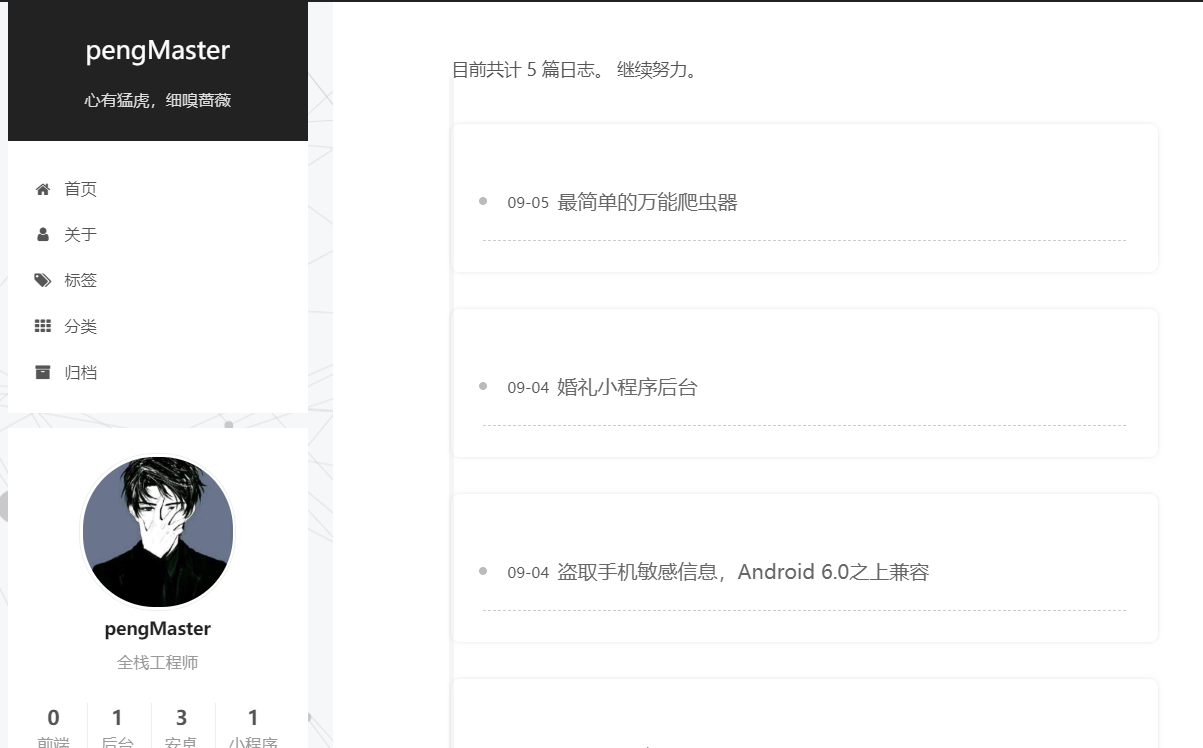 pengMaster
心有猛虎，细嗅蔷薇
首页
关于
标签
分类
归档
pengMaster
全栈工程师
0 1 3 1
前端 后台 安卓 小程序
目前共计 5 篇日志。 继续努力。
09-05 最简单的万能爬虫器
09-04 婚礼小程序后台
09-04 盗取手机敏感信息，Android 6.0之上兼容